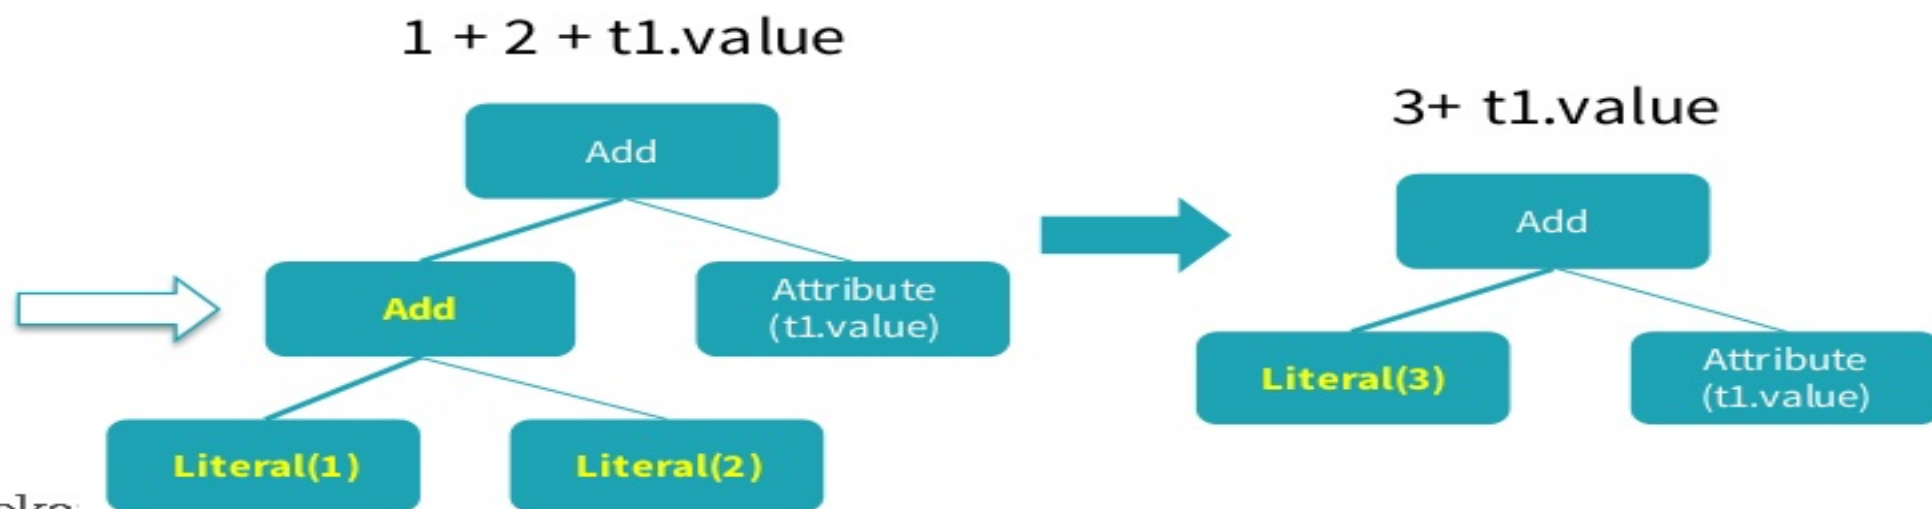 1 + 2 + t1.value
Add
Add
Attribute
(t1.value)
Literal(1)
Literal(2)
3+ t1.value
Add
Literal(3)
Attribute
(t1.value)